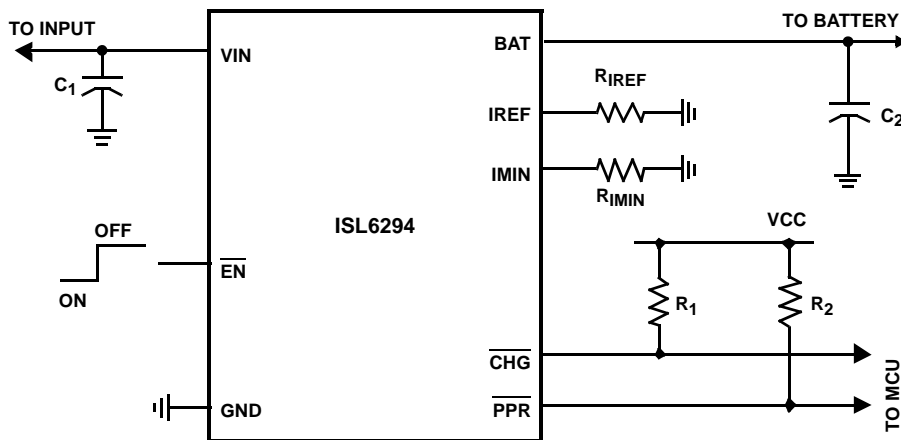 TO INPUT
C1
VIN
BAT
TO BATTERY
C2
IREF
RIREF
IMIN
RIMIN
ISL6294
VCC
OFF
ON
EN
R1
R2
CHG
GND
PPR
TO MCU